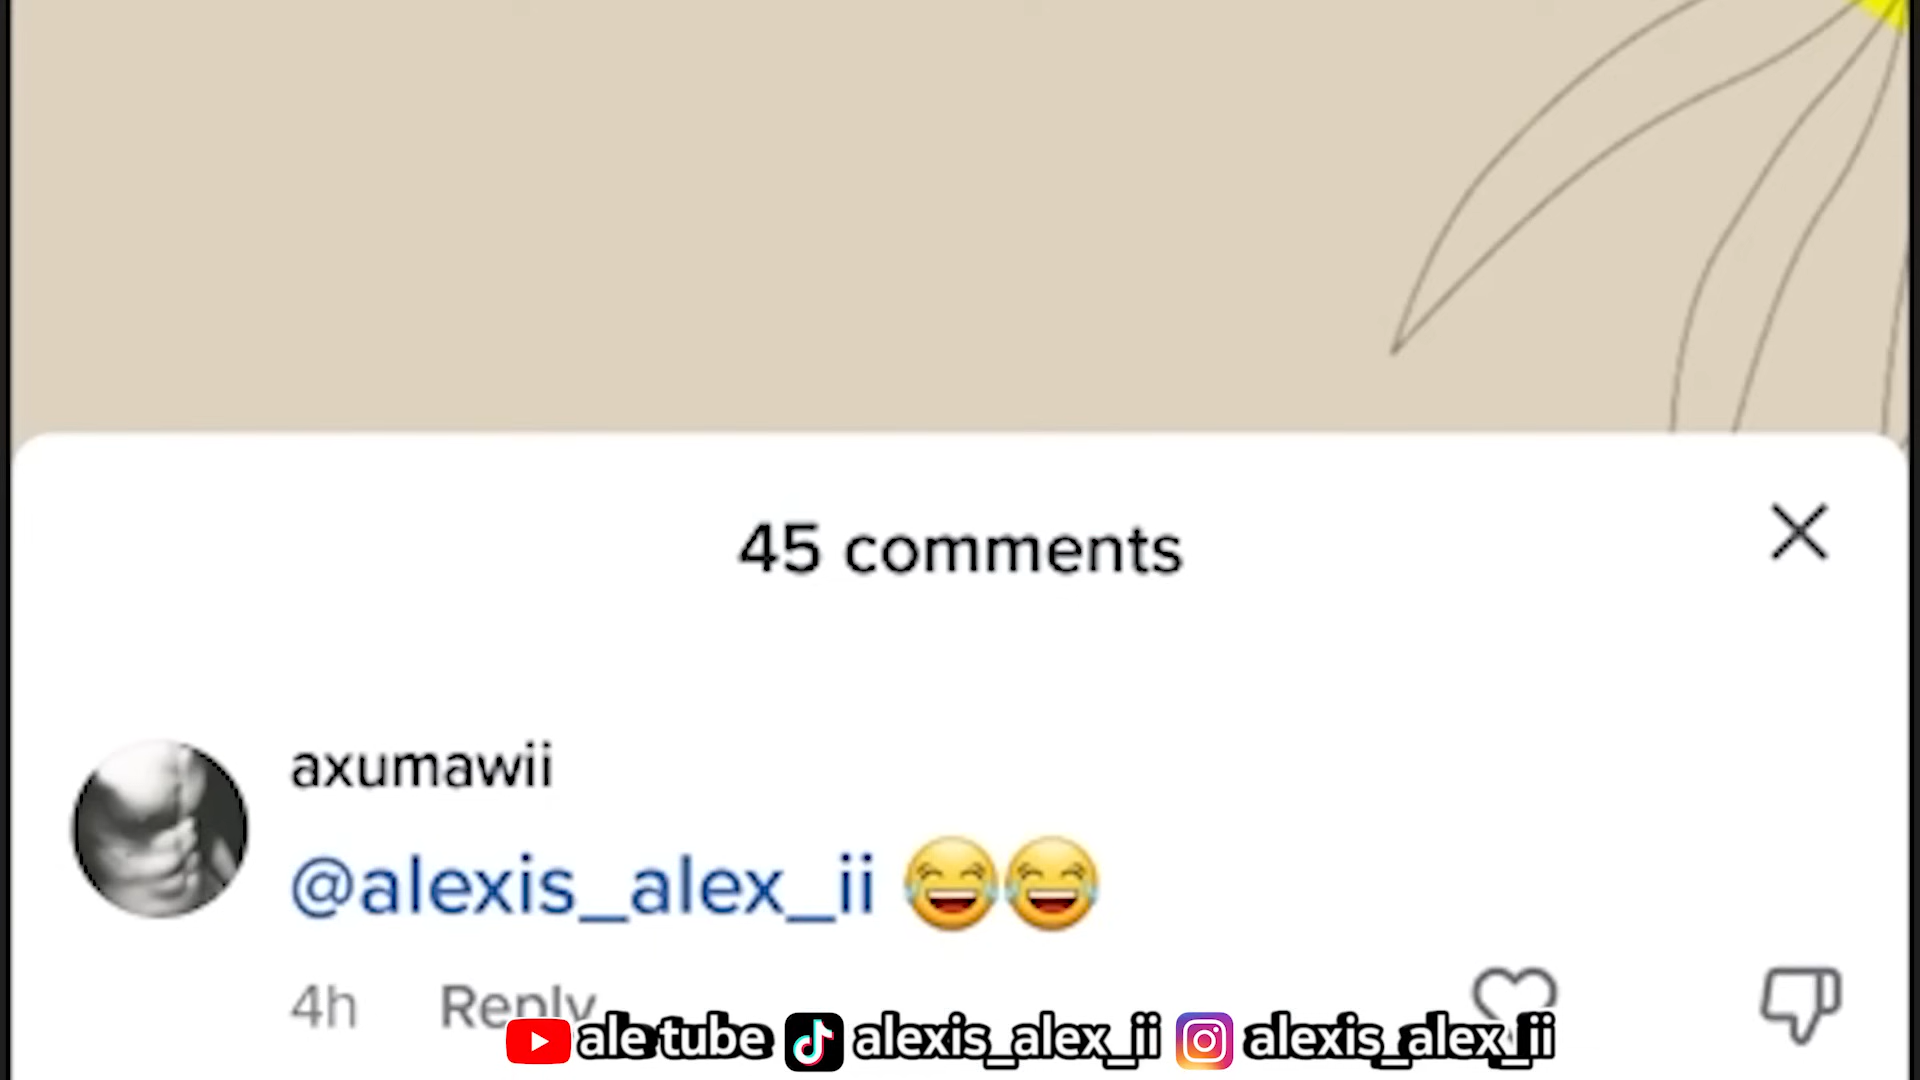 45 comments
axumawii
@alexis_alex_ii 😂😂
4h Reply
ale tube alexis_alex_ii alexis_alex_ii